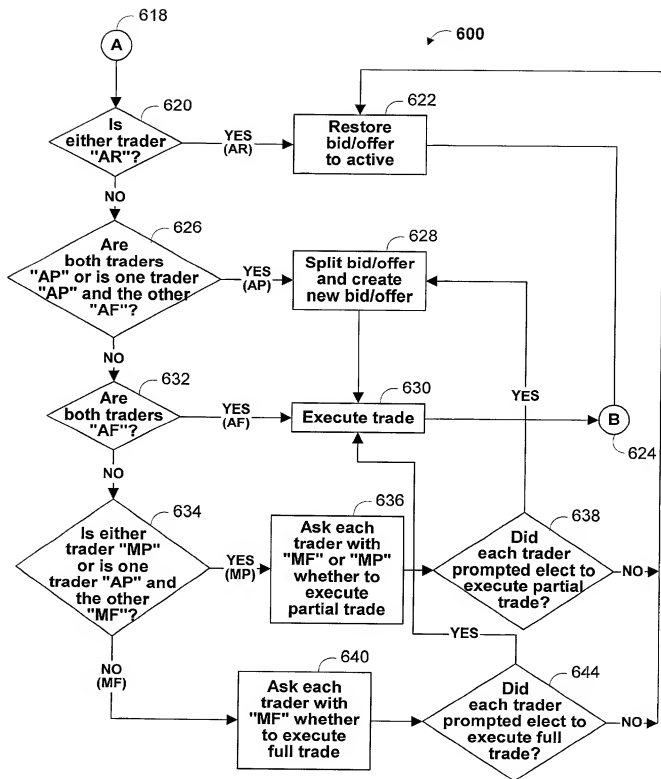 618
A
600
620
Is
either trader
"AR"?
YES
(AR)
622
Restore
bid/offer
to active
NO
626
Are
both traders
"AP" or is one trader
"AP" and the other
"AF"?
YES
(AP)
628
Split bid/offer
and create
new bid/offer
NO
YES
632
Are
both traders
"AF"?
YES
(AF)
630
Execute trade
B
624
NO
634
Is either
trader "MP"
or is one
trader "AP" and
the other
"MF"?
YES
(MP)
636
Ask each
trader with
"MF" or "MP"
whether to
execute
partial trade
638
Did
each trader
prompted elect to
execute partial
trade?
NO
YES
NO
(MF)
640
Ask each
trader with
"MF" whether
to execute
full trade
644
Did
each trader
prompted elect to
execute full
trade?
NO